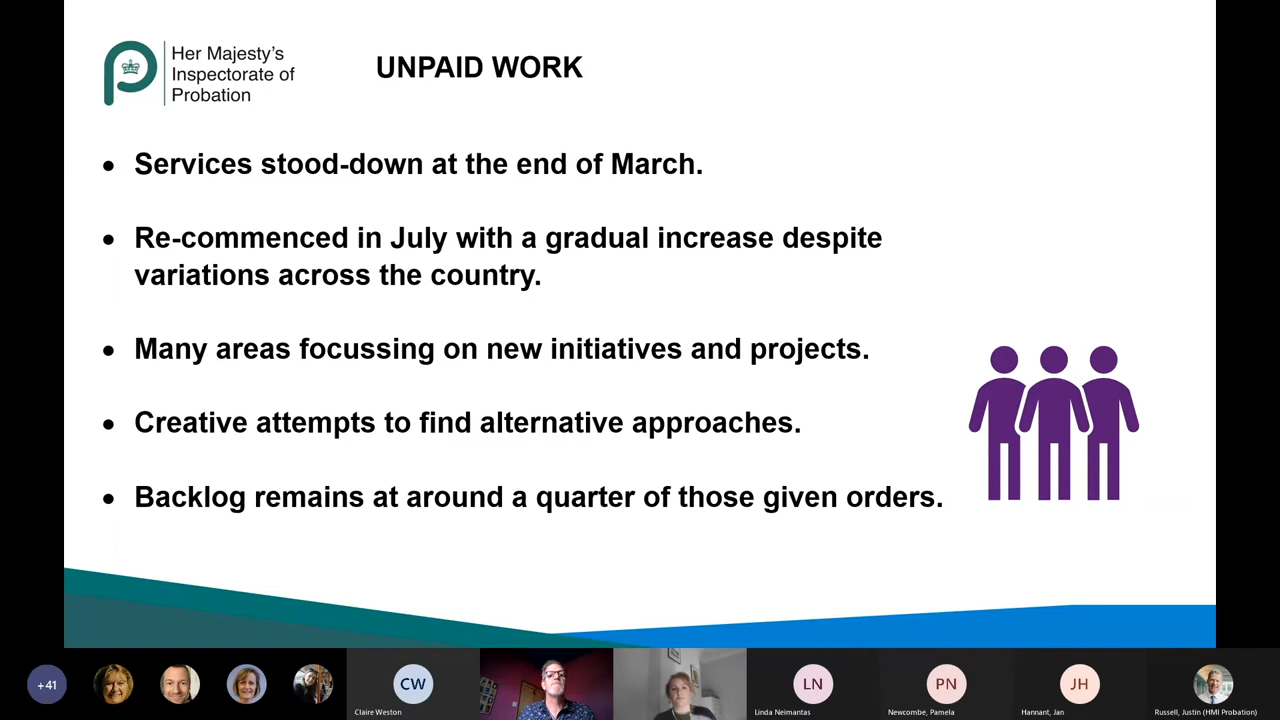 Her Majesty's
Inspectorate of
Probation
UNPAID WORK
• Services stood-down at the end of March.
• Re-commenced in July with a gradual increase despite
variations across the country.
• Many areas focussing on new initiatives and projects.
• Creative attempts to find alternative approaches.
• Backlog remains at around a quarter of those given orders.
+41
CW
LN
PN
JH
Claire Weston
Linda Neimantas
Newcombe, Pamela
Hannant, Jan
Russell, Justin (HMI Probation)